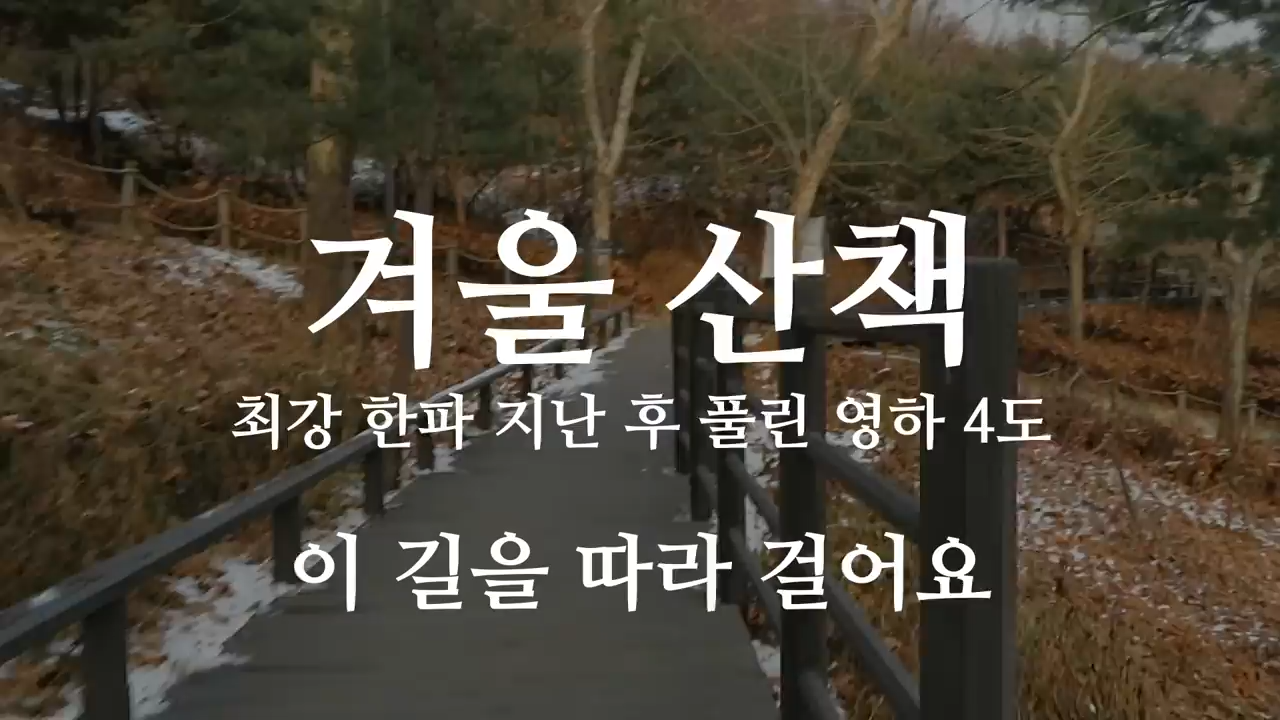 겨울 산책
최강 한파 지난 후 풀린 영하 4도
이 길을 따라 걸어요